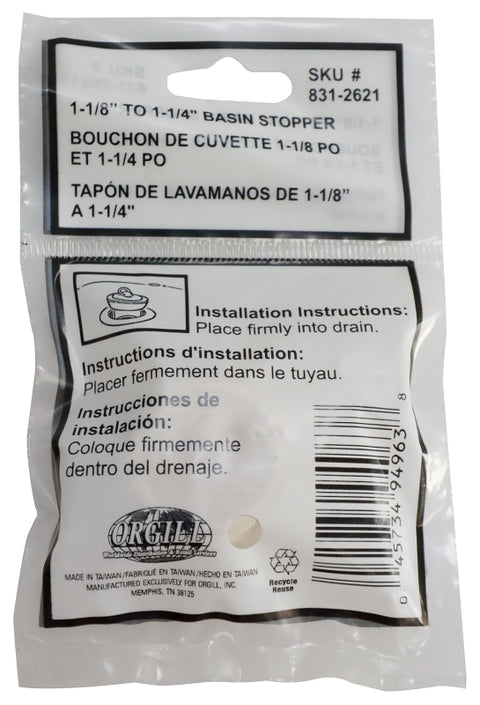 SKU #
831-2621
1-1/8" TO 1-1/4" BASIN STOPPER
BOUCHON DE CUVETTE 1-1/8 PO
ET 1-1/4 PO
TAPÓN DE LAVAMANOS DE 1-1/8"
A 1-1/4"
Installation Instructions:
Place firmly into drain.
Instructions d'installation:
Placer fermement dans le tuyau.
Instrucciones de
instalación:
Coloque firmemente
dentro del drenaje.
ORGILL
Worldwide Distribution & Retail Services
MADE IN TAIWAN/FABRIQUÉ EN TAIWAN/HECHO EN TAIWAN
MANUFACTURED EXCLUSIVELY FOR ORGILL, INC.
MEMPHIS, TN 38125
Recycle
Reuse
0 45734 94963 8